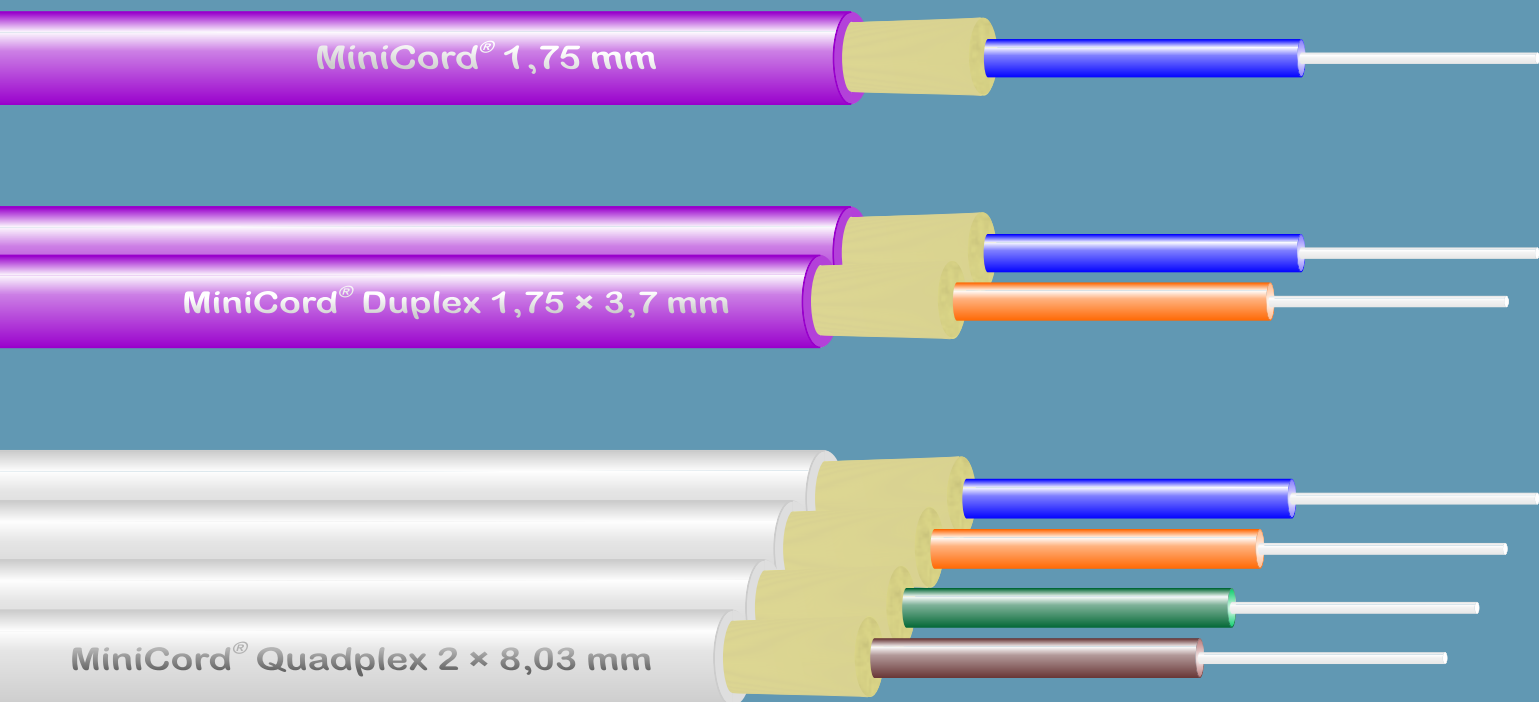 MiniCord® 1,75 mm
MiniCord® Duplex 1,75 × 3,7 mm
MiniCord® Quadplex 2 × 8,03 mm